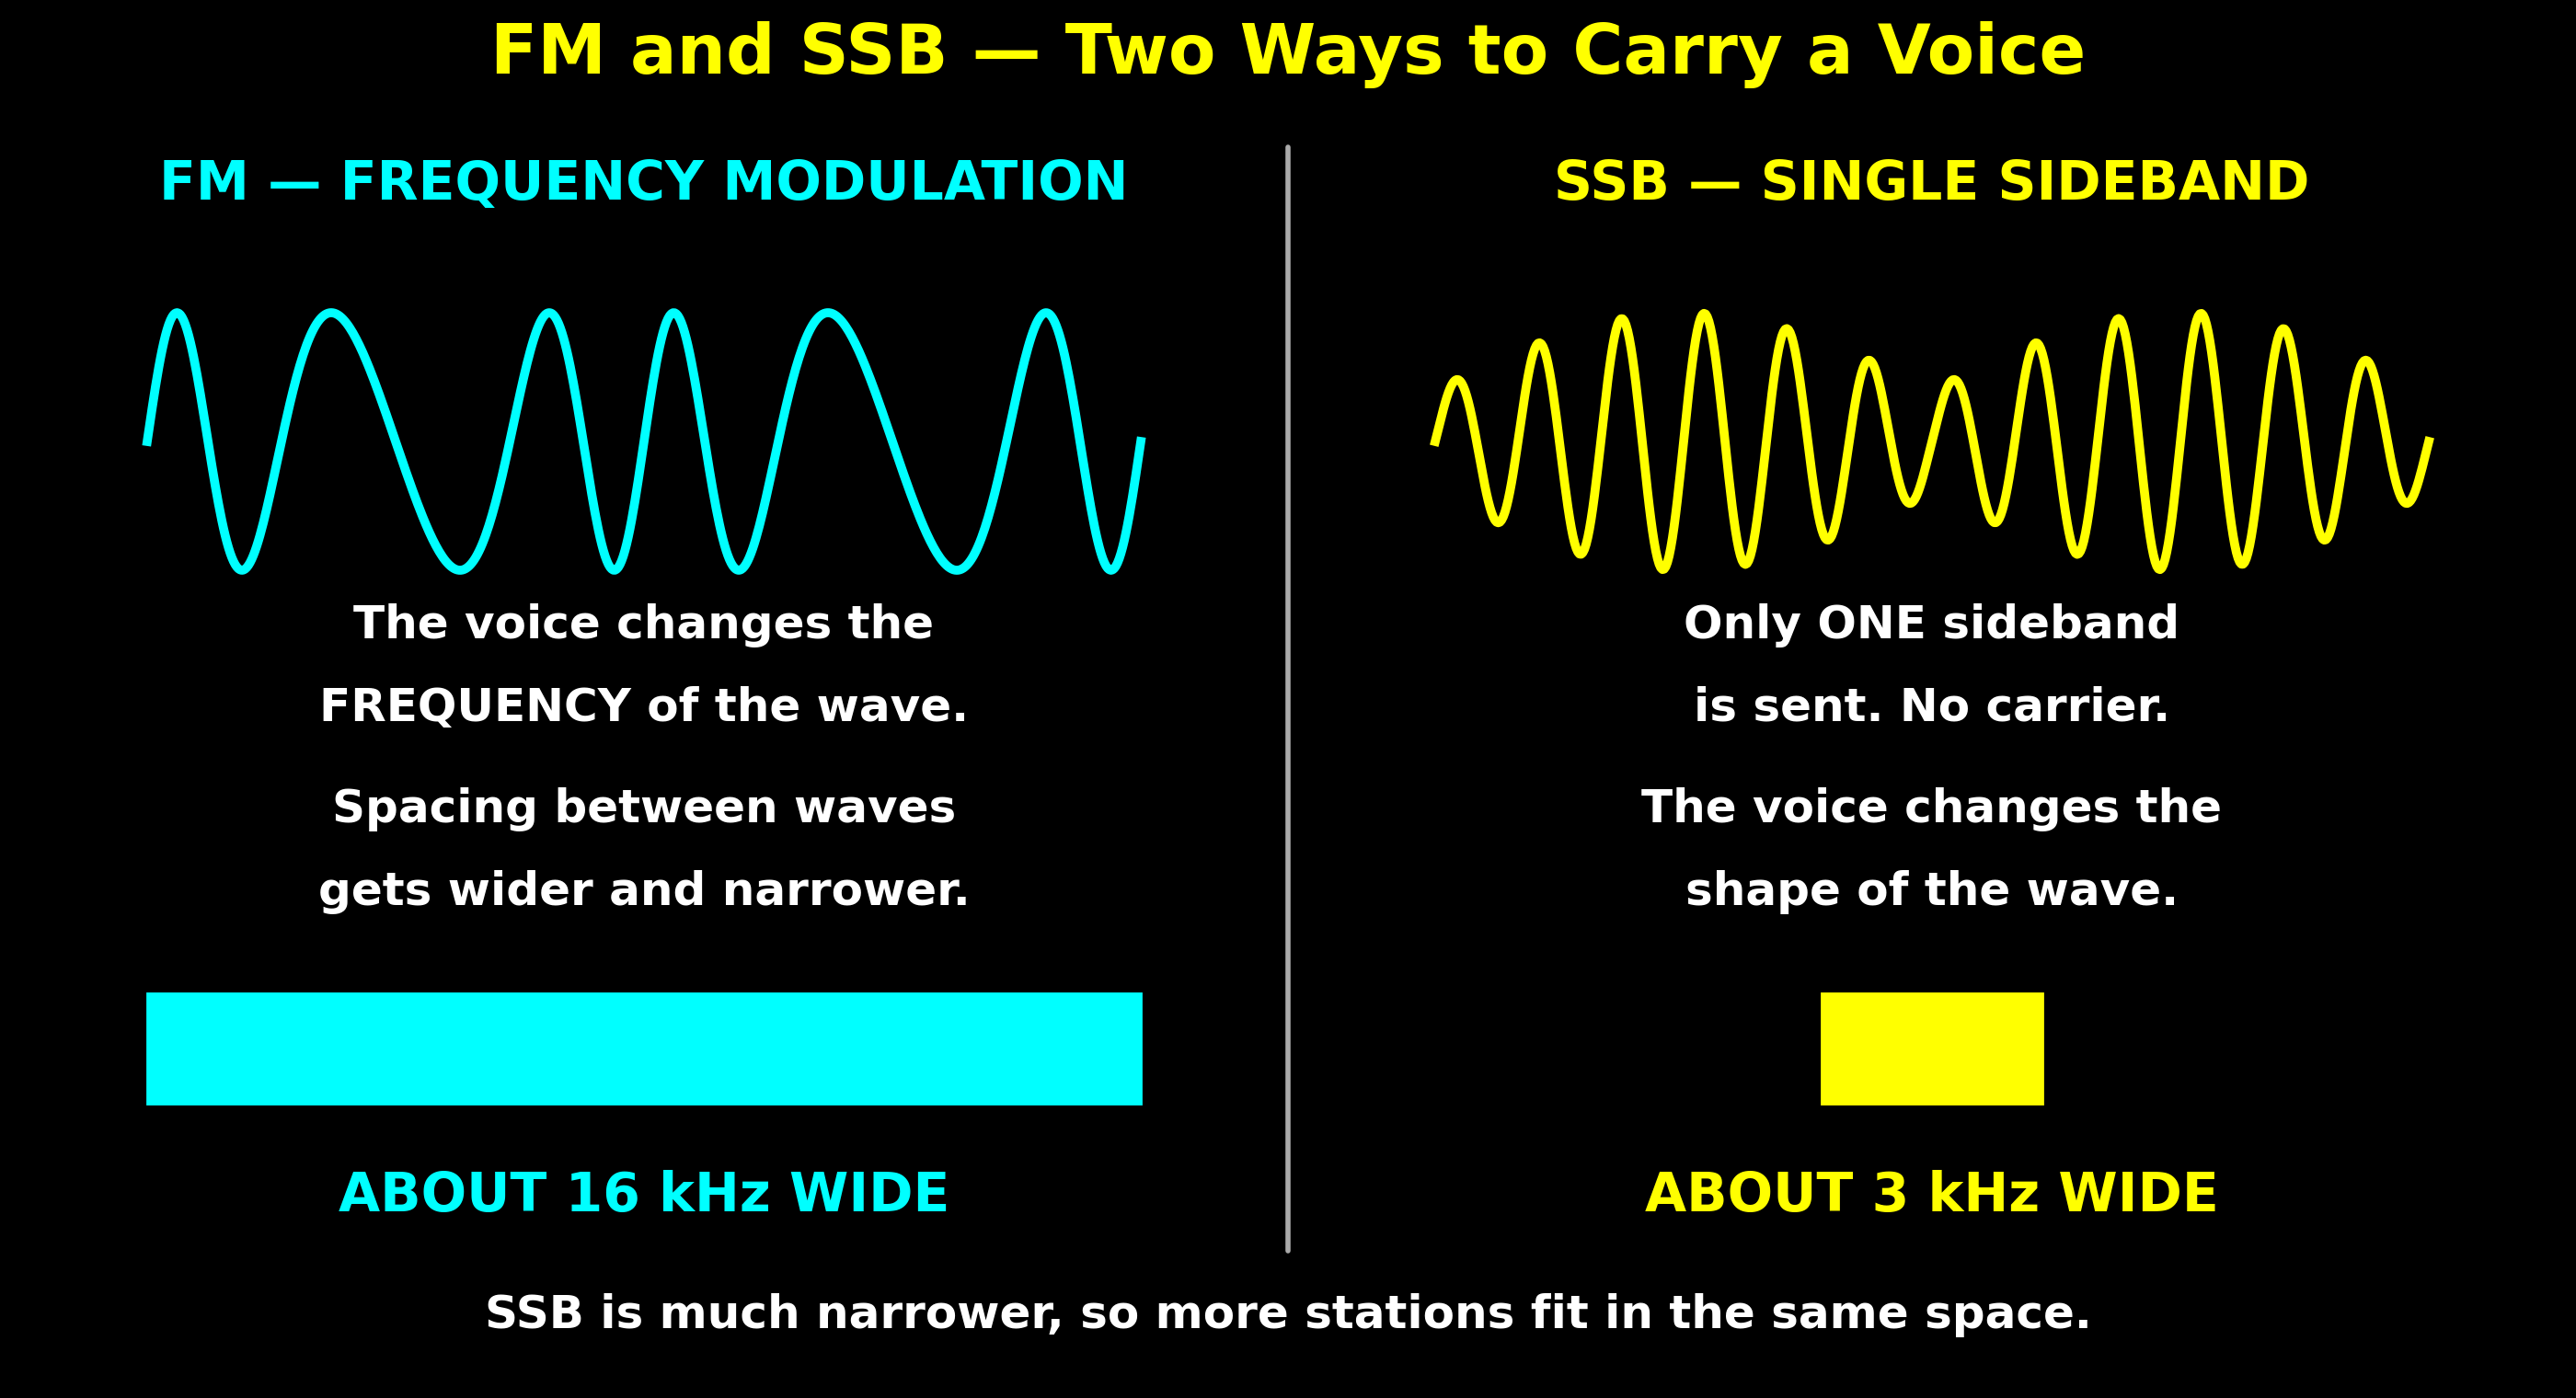 FM and SSB — Two Ways to Carry a Voice
FM — FREQUENCY MODULATION
The voice changes the
FREQUENCY of the wave.
Spacing between waves
gets wider and narrower.
ABOUT 16 kHz WIDE
SSB — SINGLE SIDEBAND
Only ONE sideband
is sent. No carrier.
The voice changes the
shape of the wave.
ABOUT 3 kHz WIDE
SSB is much narrower, so more stations fit in the same space.